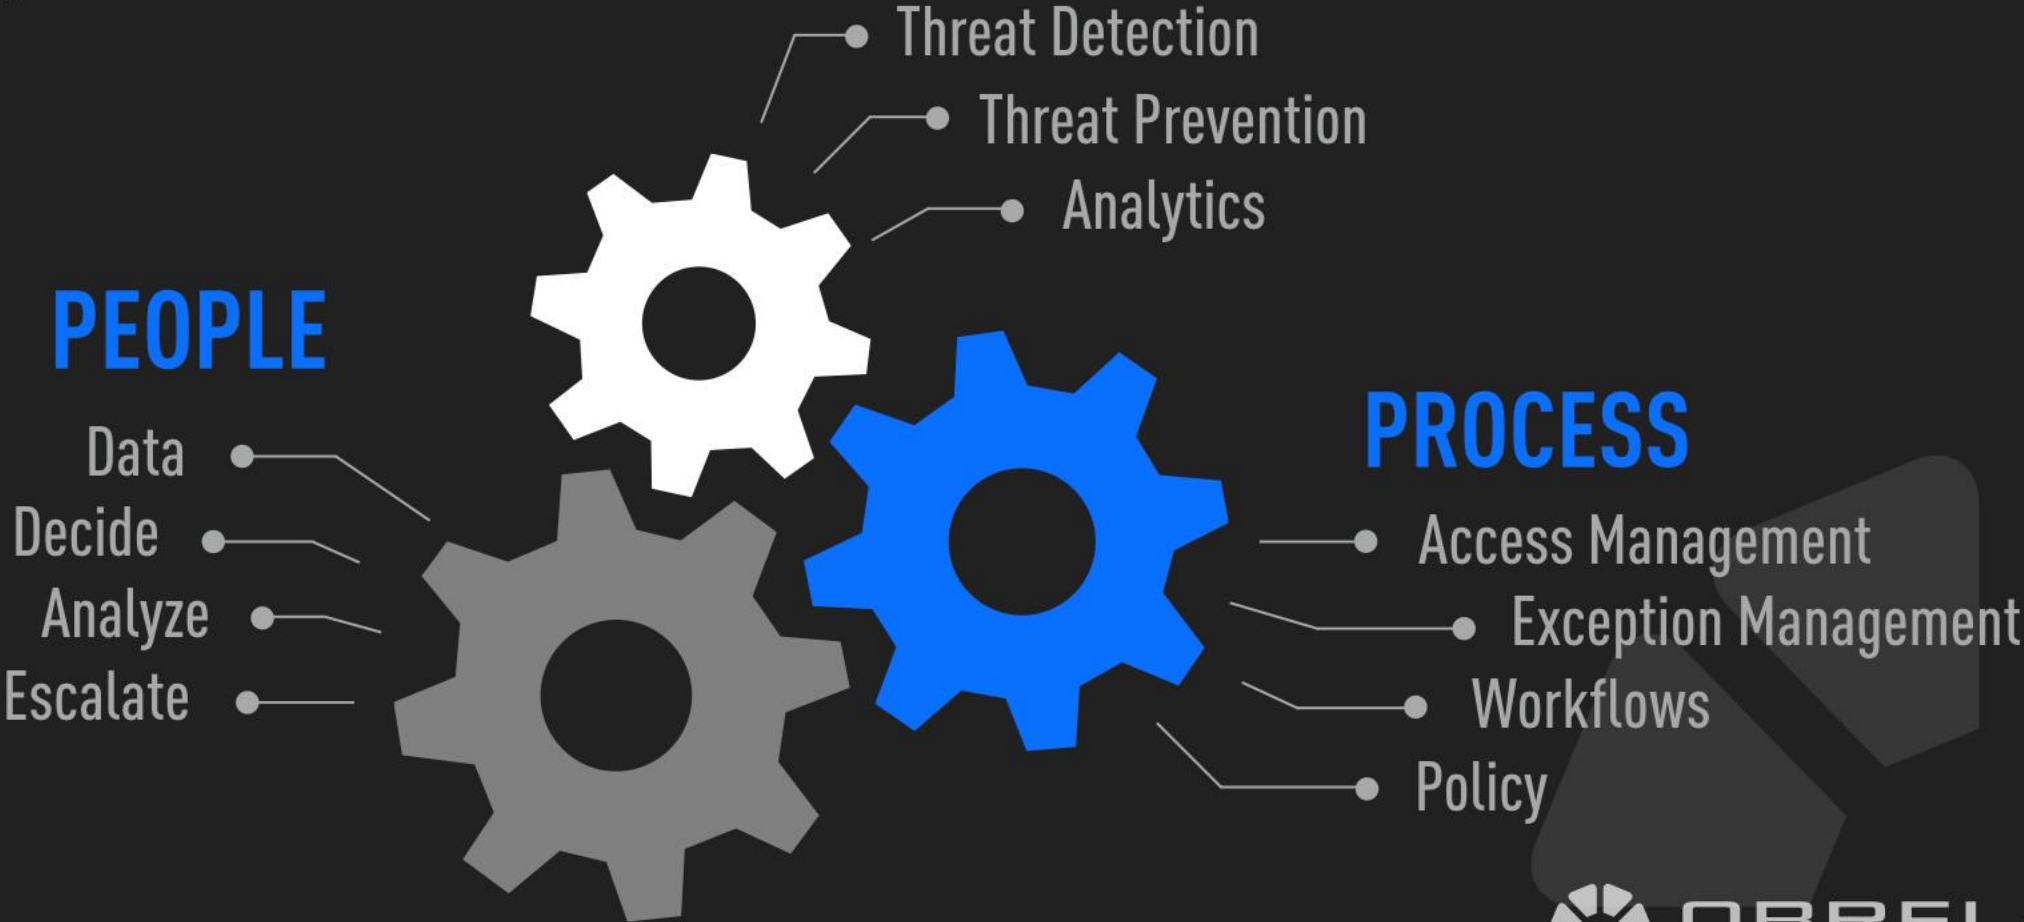 Threat Detection
Threat Prevention
Analytics
PEOPLE
Data
Decide
Analyze
Escalate
PROCESS
Access Management
Exception Management
Workflows
Policy